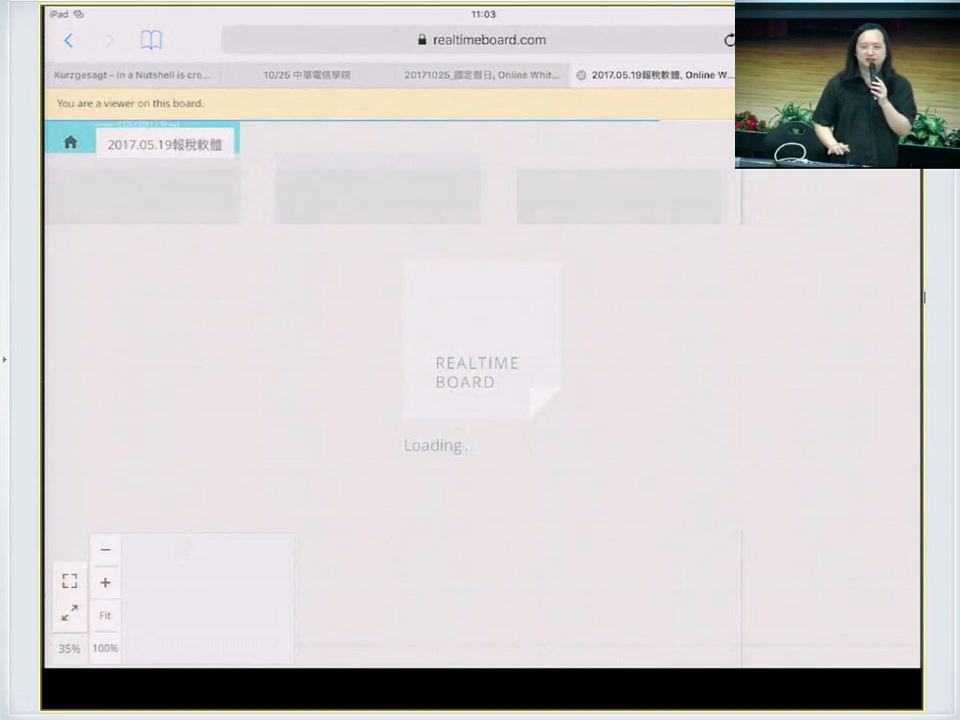 iPad
11:03
realtimeboard.com
Kurzgesagt – In a Nutshell is cre...
10/25 中華電信學院
20171025_國定假日, Online Whit...
2017.05.19報稅軟體, Online W...
You are a viewer on this board.
2017.05.19報稅軟體
REALTIME
BOARD
Loading...
Fit
35%
100%